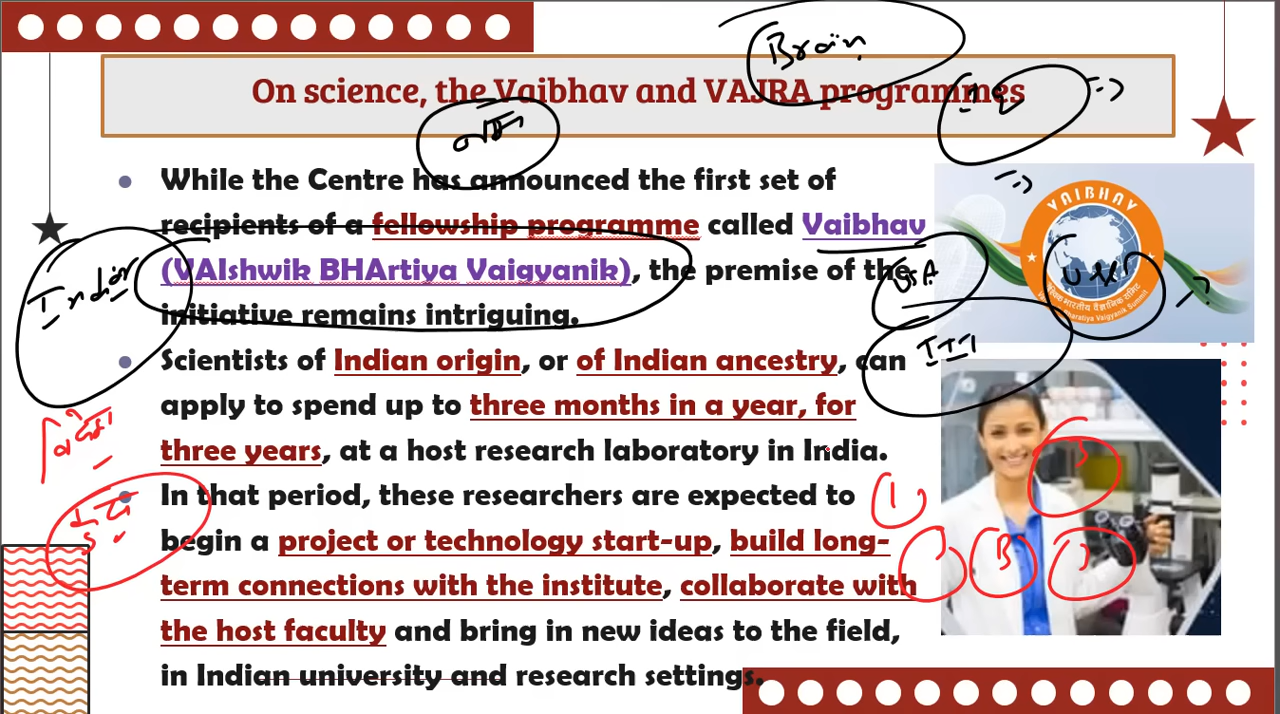 Brain
On science, the Vaibhav and VAJRA programmes
While the Centre has announced the first set of
recipients of a fellowship programme called Vaibhav
(VAIshwik BHArtiya Vaigyanik), the premise of the
initiative remains intriguing.
Scientists of Indian origin, or of Indian ancestry, can
apply to spend up to three months in a year, for
three years, at a host research laboratory in India.
In that period, these researchers are expected to
begin a project or technology start-up, build long-
term connections with the institute, collaborate with
the host faculty and bring in new ideas to the field,
in Indian university and research settings.
VAIBHAV
USA
IIT
1
B